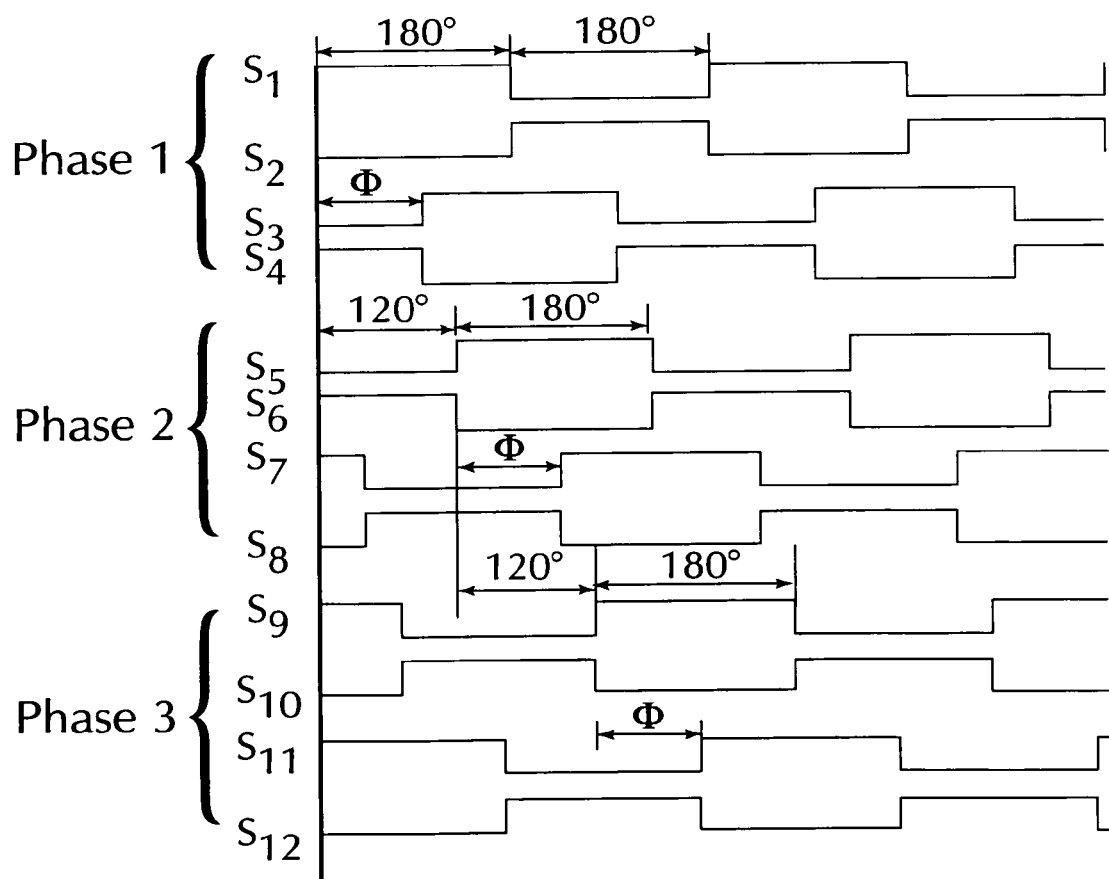 180° 180°
Phase 1
S1
S2
Φ
S3
S4
120° 180°
Phase 2
S5
S6
S7
Φ
S8
120° 180°
Phase 3
S9
S10
Φ
S11
S12